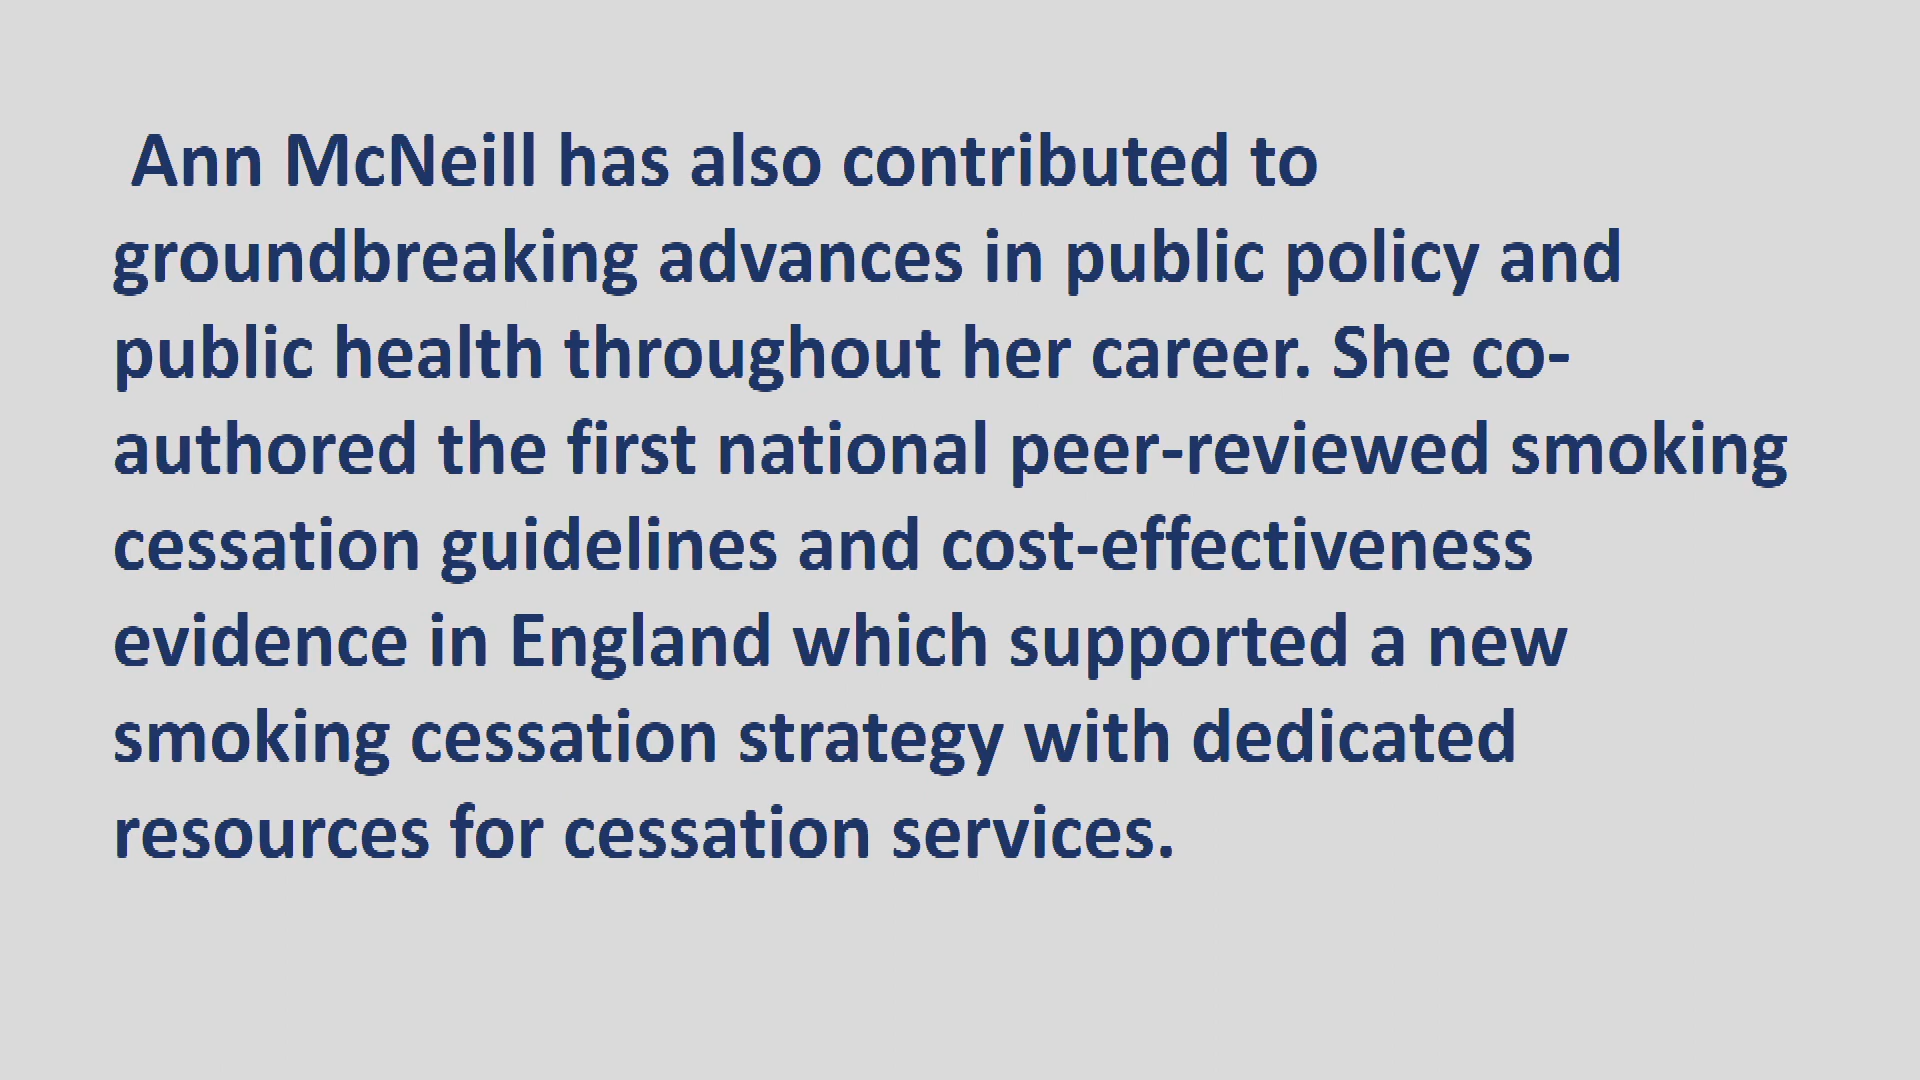 Ann McNeill has also contributed to
groundbreaking advances in public policy and
public health throughout her career. She co-
authored the first national peer-reviewed smoking
cessation guidelines and cost-effectiveness
evidence in England which supported a new
smoking cessation strategy with dedicated
resources for cessation services.